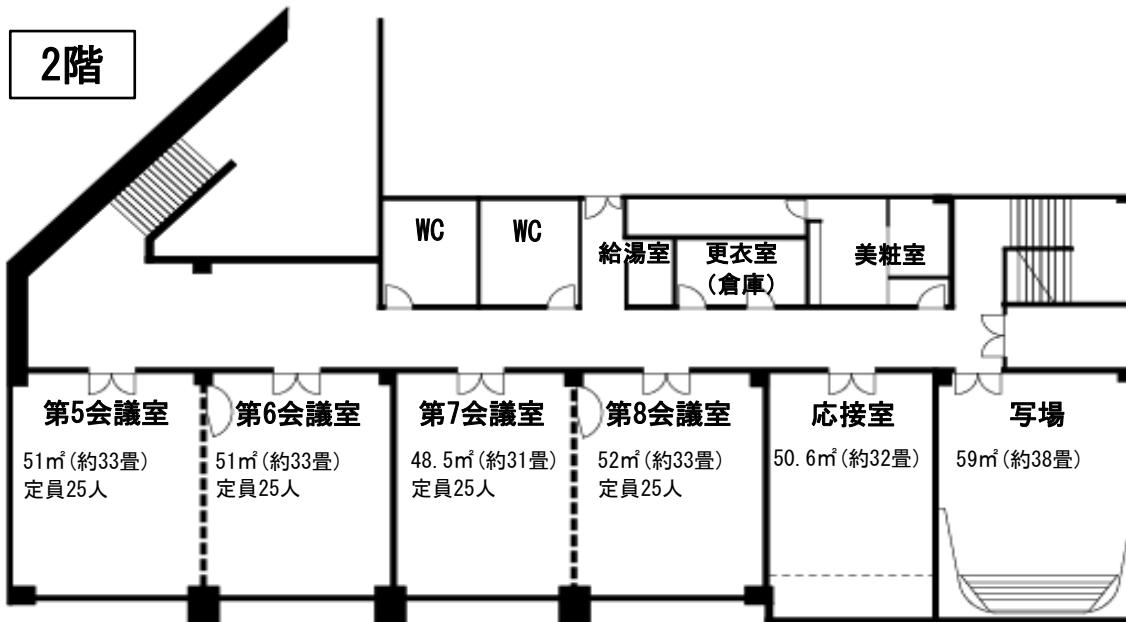 2階
WC
WC
給湯室
更衣室
(倉庫)
美粧室
第5会議室
51㎡(約33畳)
定員25人
第6会議室
51㎡(約33畳)
定員25人
第7会議室
48.5㎡(約31畳)
定員25人
第8会議室
52㎡(約33畳)
定員25人
応接室
50.6㎡(約32畳)
写場
59㎡(約38畳)